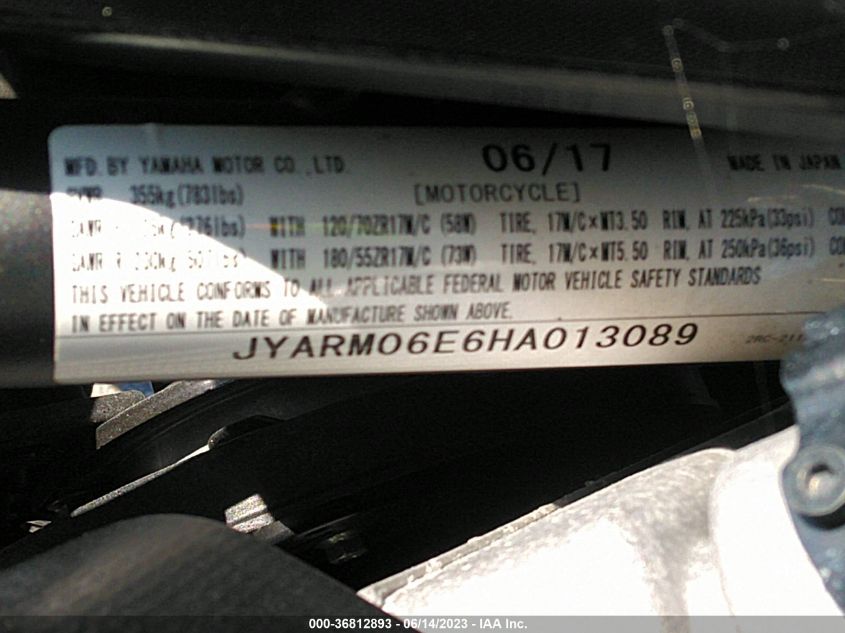 MFD. BY YAMAHA MOTOR CO.,LTD. 06/17 MADE IN JAPAN
GVWR 355kg(783lbs) [MOTORCYCLE]
WITH 120/70ZR17M/C (58W) TIRE, 17M/C×MT3.50 RIM, AT 225kPa(33psi)
GAWR R WITH 180/55ZR17M/C (73W) TIRE, 17M/C×MT5.50 RIM, AT 250kPa(36psi)
THIS VEHICLE CONFORMS TO ALL APPLICABLE FEDERAL MOTOR VEHICLE SAFETY STANDARDS
IN EFFECT ON THE DATE OF MANUFACTURE SHOWN ABOVE.
JYARM06E6HA013089
000-36812893 - 06/14/2023 - IAA Inc.